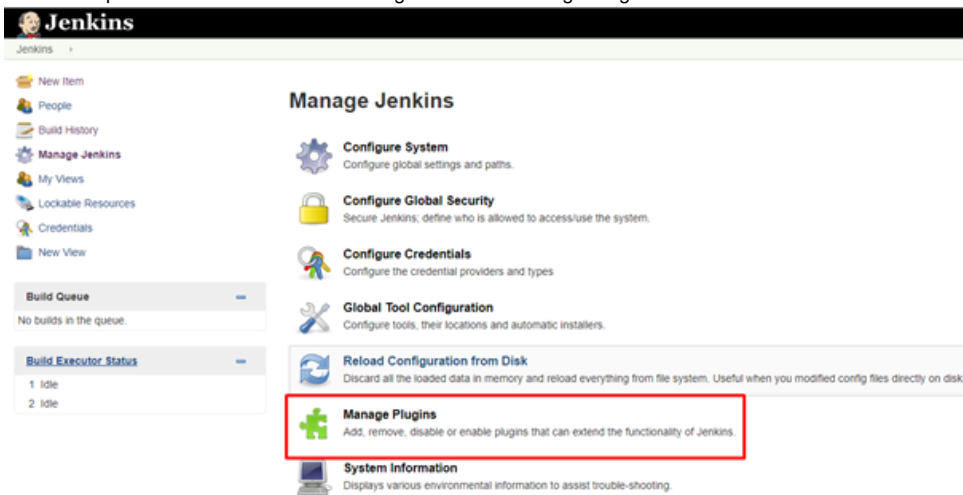 Jenkins
Jenkins
New Item
People
Build History
Manage Jenkins
My Views
Lockable Resources
Credentials
New View
Build Queue
No builds in the queue.
Build Executor Status
1 Idle
2 Idle
Manage Jenkins
Configure System
Configure global settings and paths.
Configure Global Security
Secure Jenkins; define who is allowed to access/use the system.
Configure Credentials
Configure the credential providers and types
Global Tool Configuration
Configure tools, their locations and automatic installers.
Reload Configuration from Disk
Discard all the loaded data in memory and reload everything from file system. Useful when you modified config files directly on disk
Manage Plugins
Add, remove, disable or enable plugins that can extend the functionality of Jenkins.
System Information
Displays various environmental information to assist trouble-shooting.